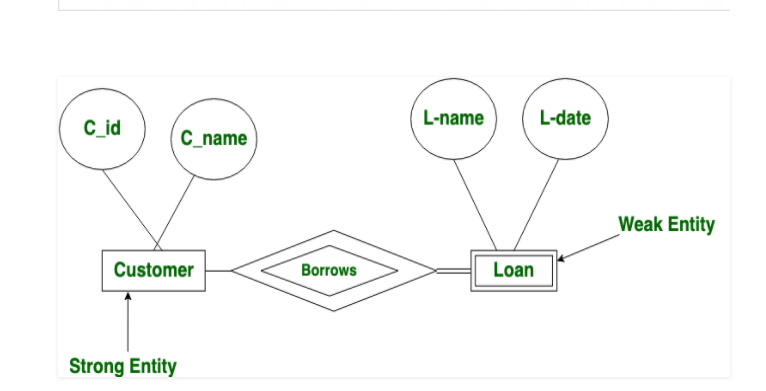 C_id
C_name
L-name
L-date
Weak Entity
Customer
Borrows
Loan
Strong Entity